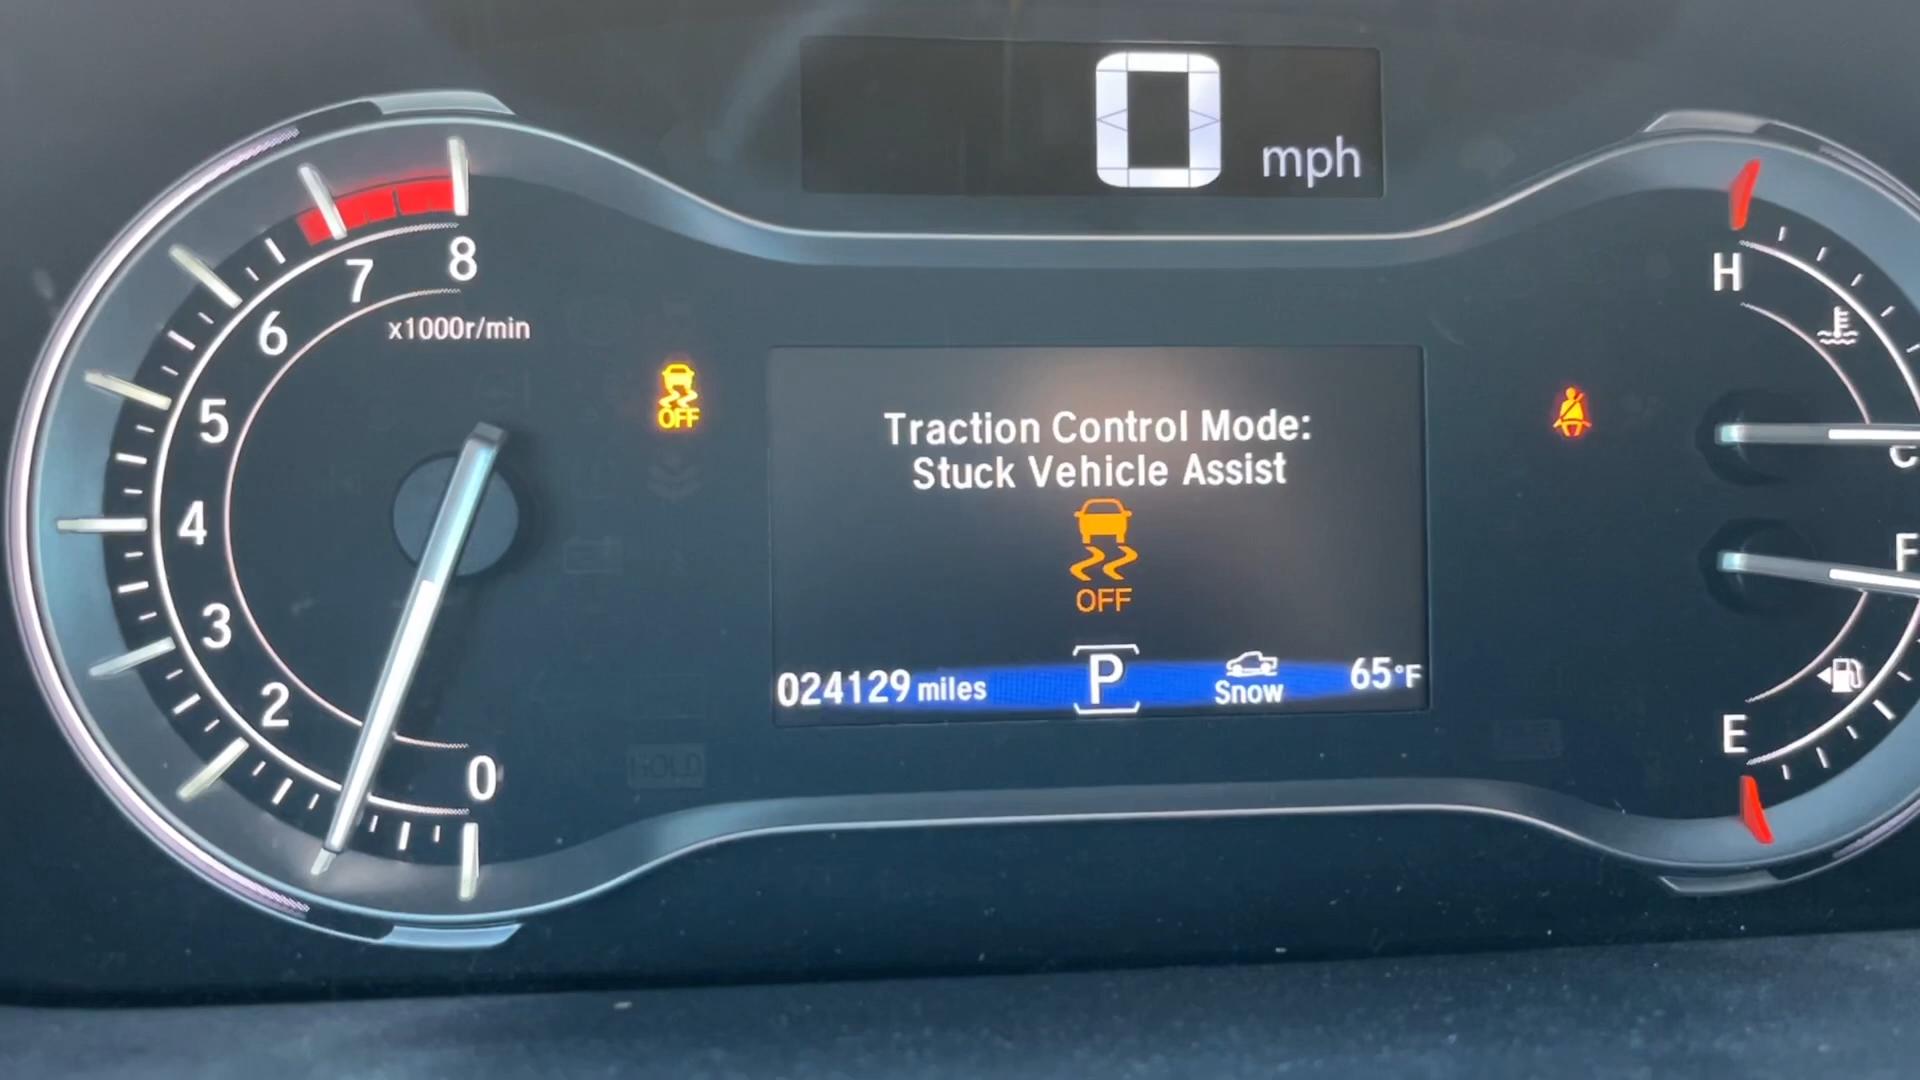 0 mph
8
7
x1000r/min
6
5
4
3
2
0
OFF
Traction Control Mode:
Stuck Vehicle Assist
OFF
024129 miles
P
Snow
65°F
HOLD
H
C
F
E